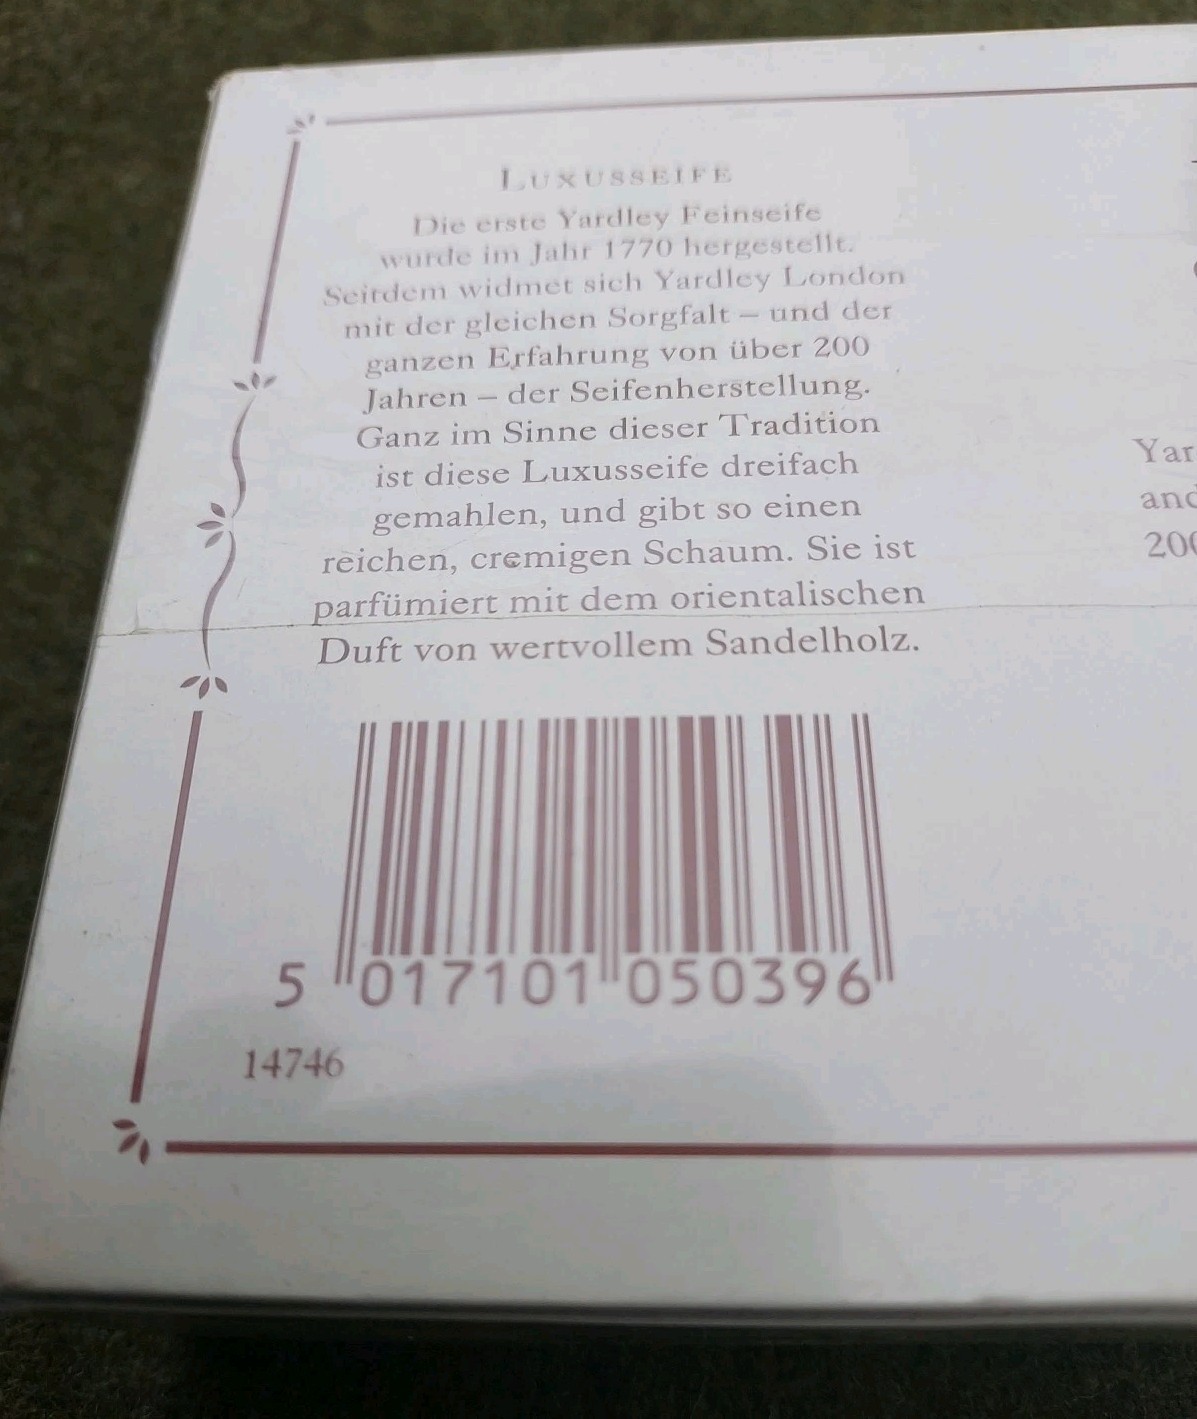 LUXUSSEIFE
Die erste Yardley Feinseife
wurde im Jahr 1770 hergestellt.
Seitdem widmet sich Yardley London
mit der gleichen Sorgfalt – und der
ganzen Erfahrung von über 200
Jahren – der Seifenherstellung.
Ganz im Sinne dieser Tradition
ist diese Luxusseife dreifach
gemahlen, und gibt so einen
reichen, cremigen Schaum. Sie ist
parfümiert mit dem orientalischen
Duft von wertvollem Sandelholz.
5 017101 050396
14746
Yar
and
200